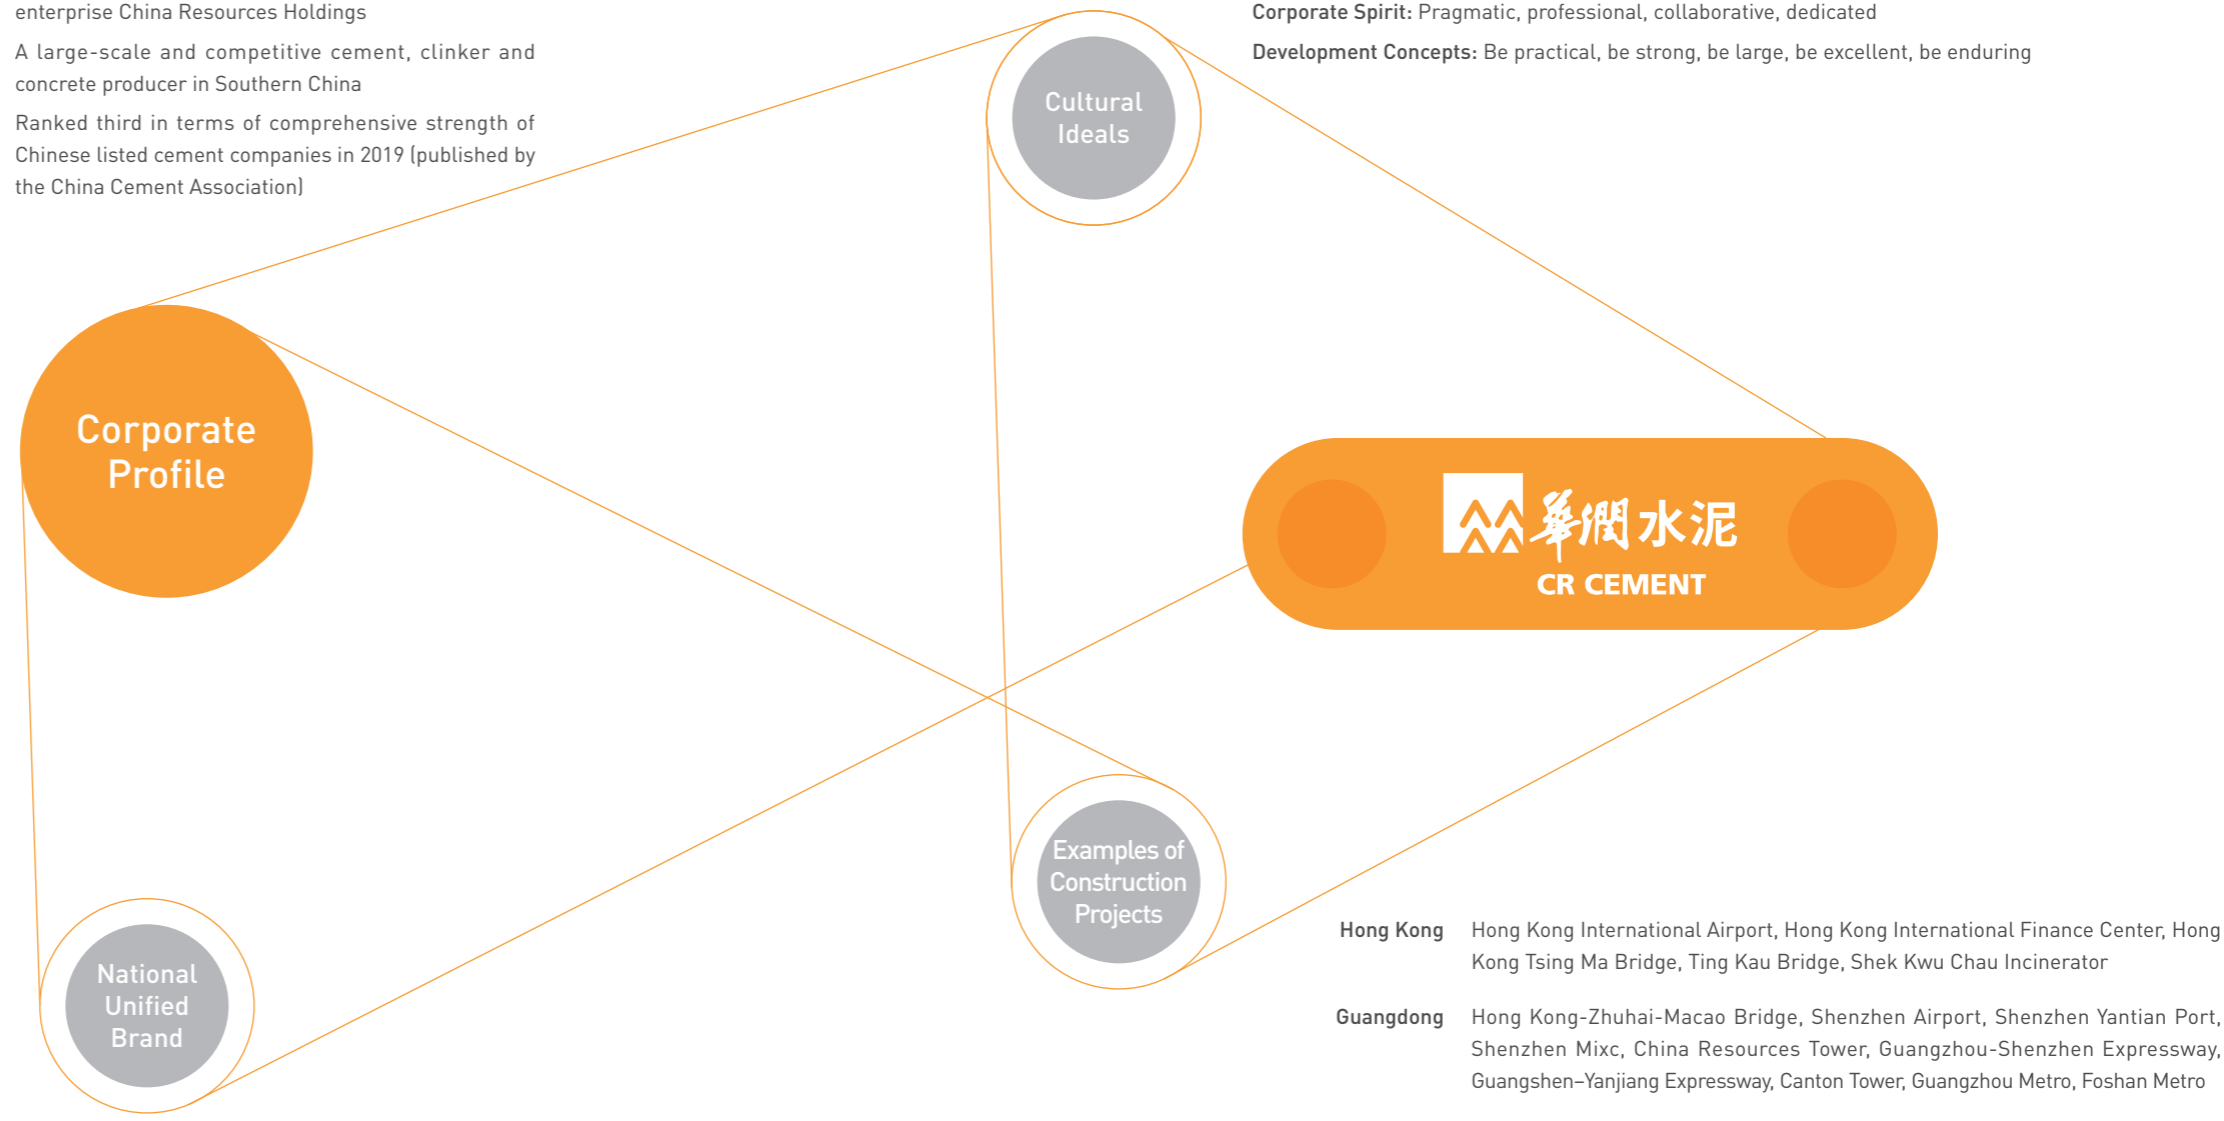 enterprise China Resources Holdings
A large-scale and competitive cement, clinker and
concrete producer in Southern China
Ranked third in terms of comprehensive strength of
Chinese listed cement companies in 2019 (published by
the China Cement Association)
Corporate Spirit: Pragmatic, professional, collaborative, dedicated
Development Concepts: Be practical, be strong, be large, be excellent, be enduring
Cultural
Ideals
Corporate
Profile
華潤水泥
CR CEMENT
Examples of
Construction
Projects
National
Unified
Brand
Hong Kong Hong Kong International Airport, Hong Kong International Finance Center, Hong
Kong Tsing Ma Bridge, Ting Kau Bridge, Shek Kwu Chau Incinerator
Guangdong Hong Kong-Zhuhai-Macao Bridge, Shenzhen Airport, Shenzhen Yantian Port,
Shenzhen Mixc, China Resources Tower, Guangzhou-Shenzhen Expressway,
Guangshen–Yanjiang Expressway, Canton Tower, Guangzhou Metro, Foshan Metro